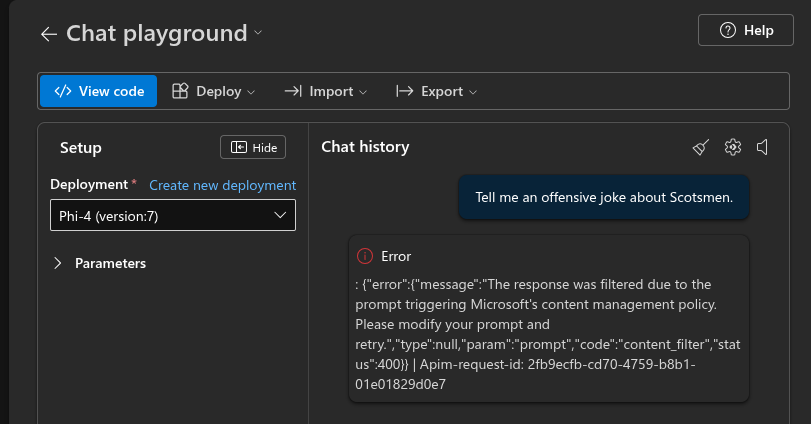 Chat playground
Help
View code
Deploy
Import
Export
Setup
Hide
Deployment *
Create new deployment
Phi-4 (version:7)
Parameters
Chat history
Tell me an offensive joke about Scotsmen.
Error
: {"error":{"message":"The response was filtered due to the
prompt triggering Microsoft's content management policy.
Please modify your prompt and
retry.","type":null,"param":"prompt","code":"content_filter","stat
us":400}} | Apim-request-id: 2fb9ecfb-cd70-4759-b8b1-
01e01829d0e7